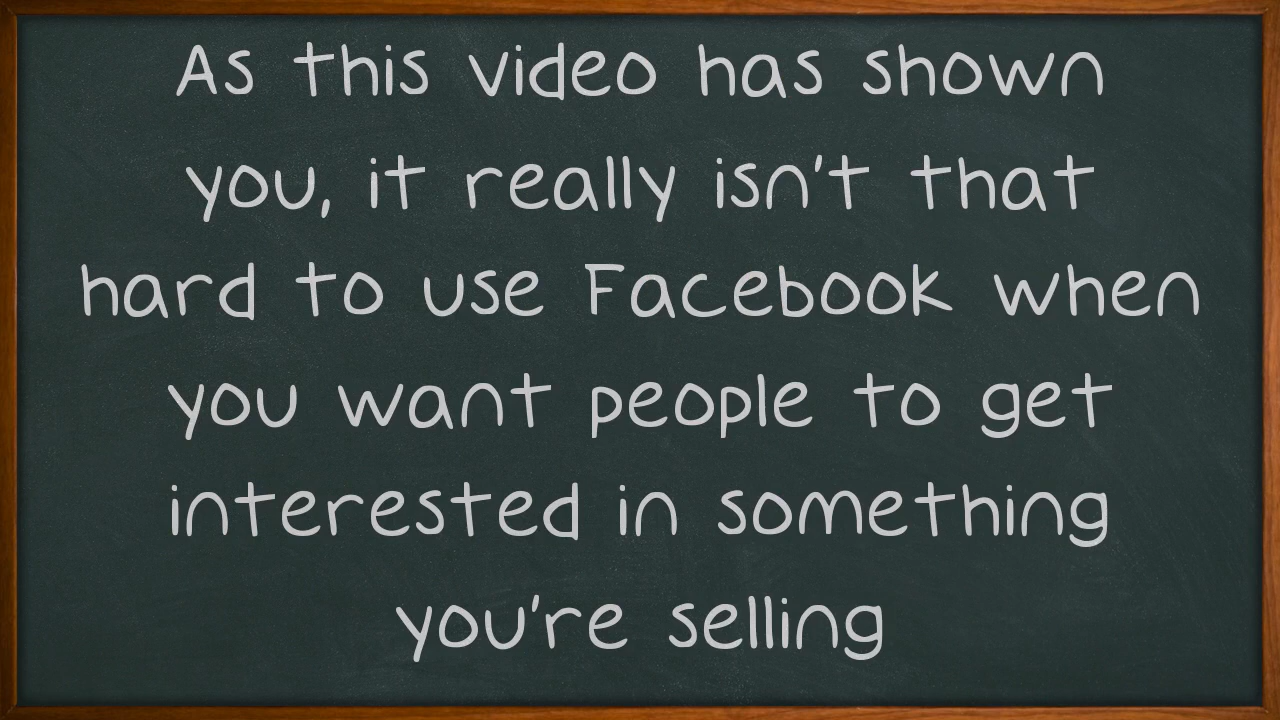 As this video has shown
you, it really isn't that
hard to use Facebook when
you want people to get
interested in something
you're selling